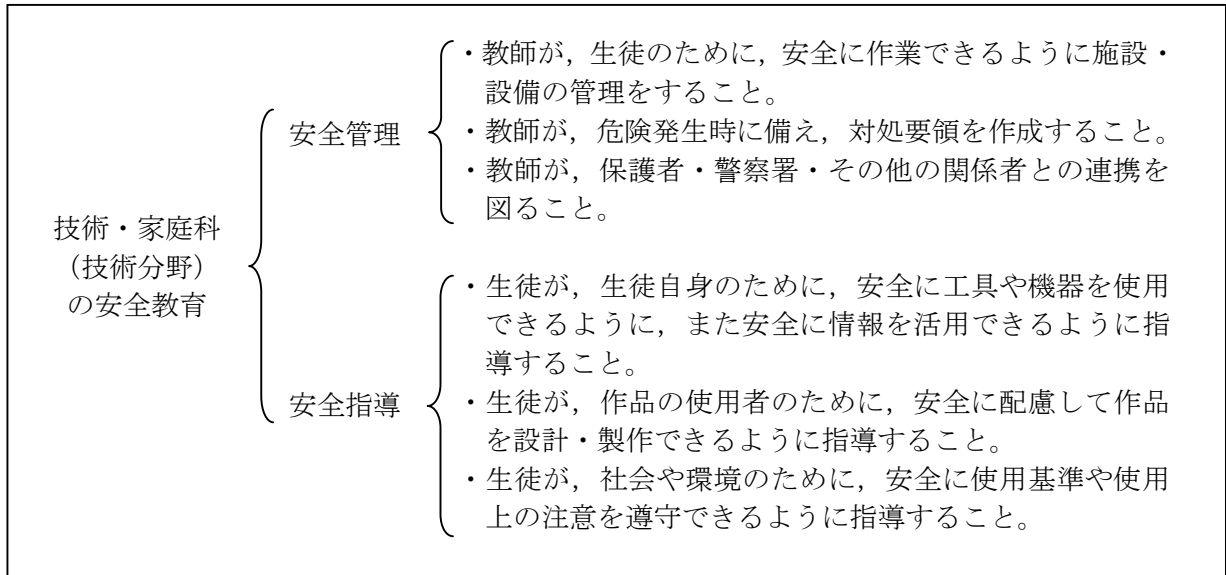 技術・家庭科
（技術分野）
の安全教育
安全管理
・教師が，生徒のために，安全に作業できるように施設・
設備の管理をすること。
・教師が，危険発生時に備え，対処要領を作成すること。
・教師が，保護者・警察署・その他の関係者との連携を
図ること。
安全指導
・生徒が，生徒自身のために，安全に工具や機器を使用
できるように，また安全に情報を活用できるように指
導すること。
・生徒が，作品の使用者のために，安全に配慮して作品
を設計・製作できるように指導すること。
・生徒が，社会や環境のために，安全に使用基準や使用
上の注意を遵守できるように指導すること。